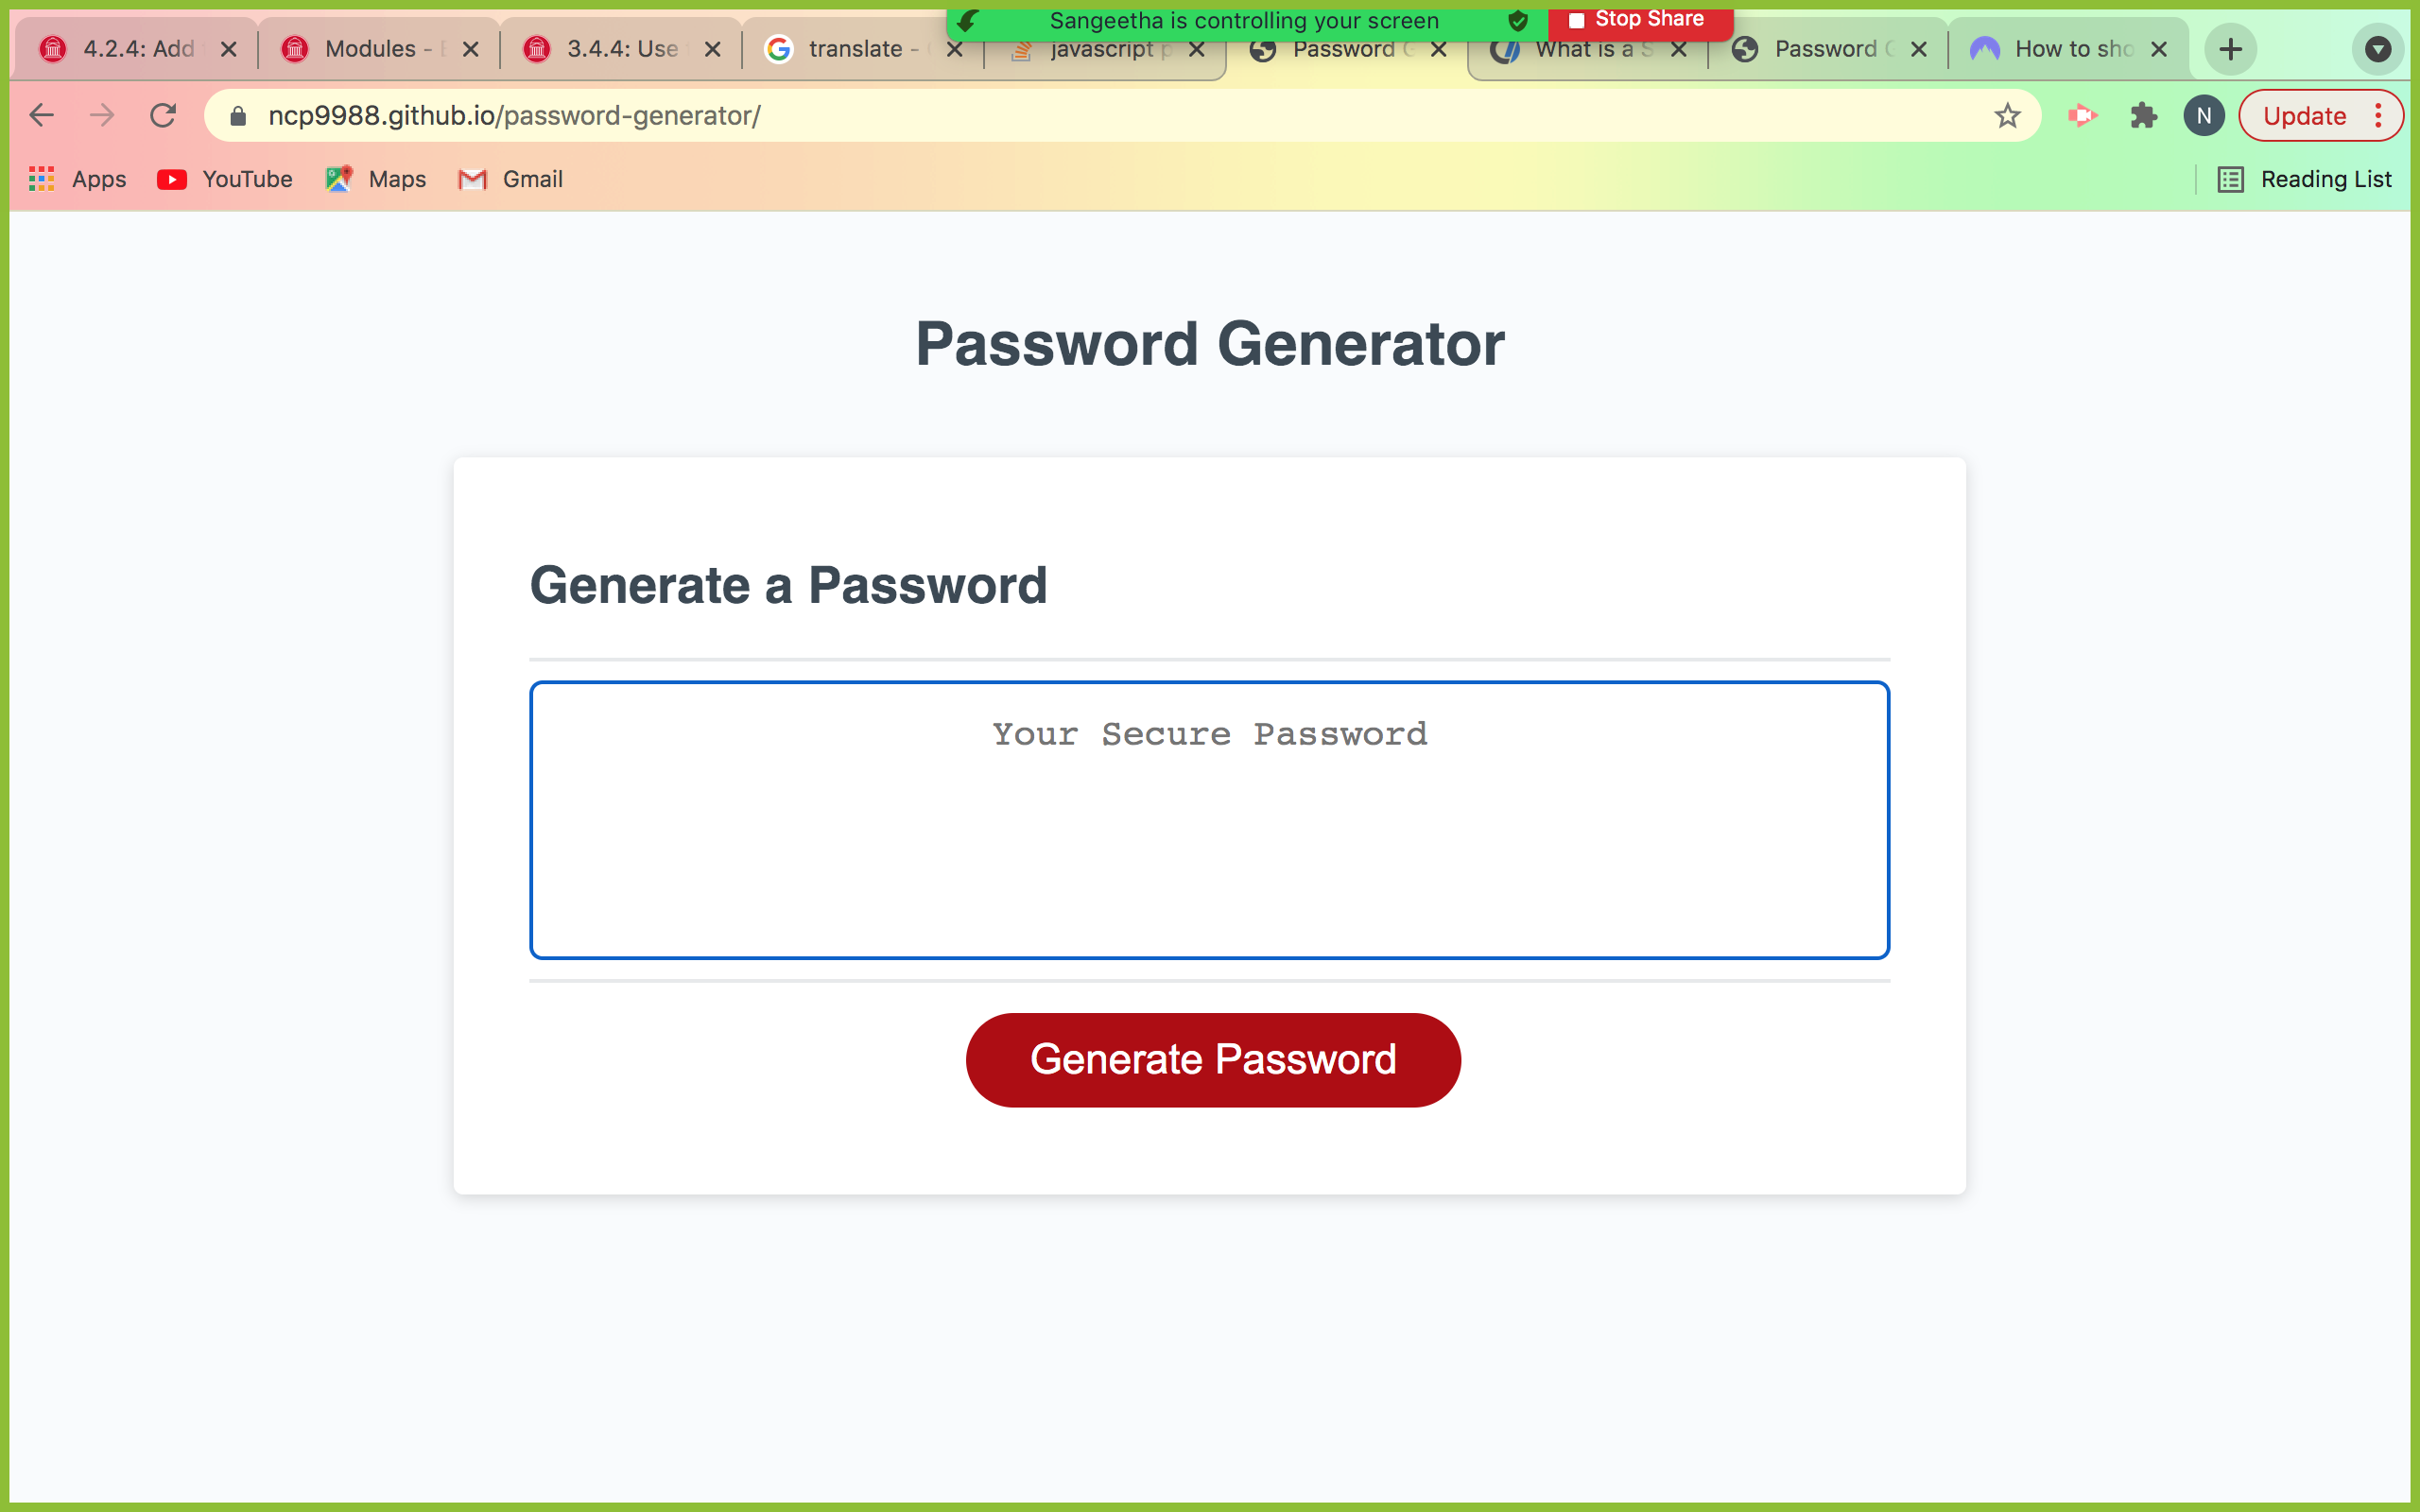 Sangeetha is controlling your screen
Stop Share
4.2.4: Add
Modules -
3.4.4: Use
translate -
javascript p
Password G
What is a S
Password G
How to sho
ncp9988.github.io/password-generator/
N
Update
Apps
YouTube
Maps
Gmail
Reading List
Password Generator
Generate a Password
Your Secure Password
Generate Password